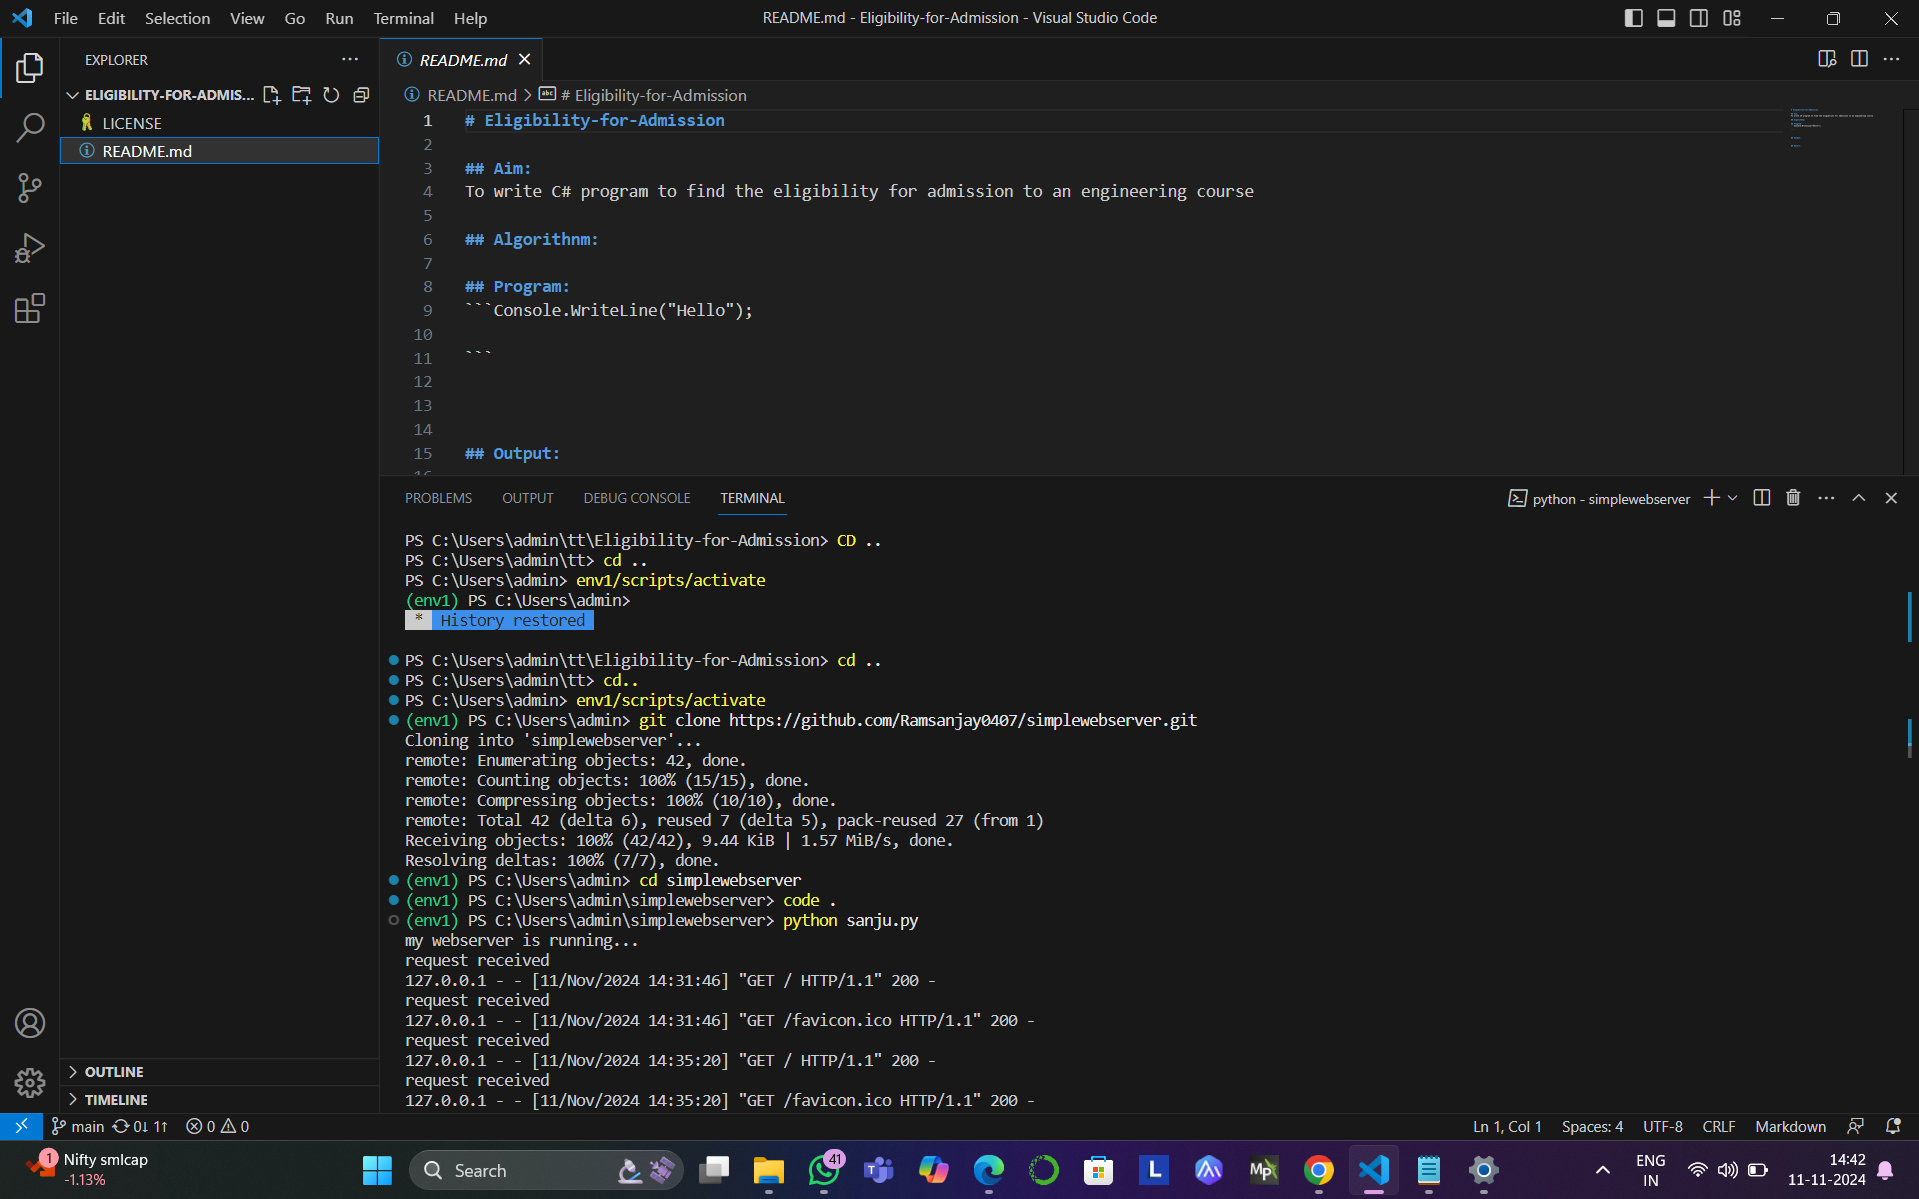 File Edit Selection View Go Run Terminal Help
README.md - Eligibility-for-Admission - Visual Studio Code
EXPLORER
README.md
ELIGIBILITY-FOR-ADMIS...
LICENSE
README.md
README.md > # Eligibility-for-Admission
1 # Eligibility-for-Admission
2
3 ## Aim:
4 To write C# program to find the eligibility for admission to an engineering course
5
6 ## Algorithnm:
7
8 ## Program:
9 ```Console.WriteLine("Hello");
10
11 ```
12
13
14
15 ## Output:
PROBLEMS OUTPUT DEBUG CONSOLE TERMINAL
python - simplewebserver
PS C:\Users\admin\tt\Eligibility-for-Admission> CD ..
PS C:\Users\admin\tt> cd ..
PS C:\Users\admin> env1/scripts/activate
(env1) PS C:\Users\admin>
* History restored
PS C:\Users\admin\tt\Eligibility-for-Admission> cd ..
PS C:\Users\admin\tt> cd..
PS C:\Users\admin> env1/scripts/activate
(env1) PS C:\Users\admin> git clone https://github.com/Ramsanjay0407/simplewebserver.git
Cloning into 'simplewebserver'...
remote: Enumerating objects: 42, done.
remote: Counting objects: 100% (15/15), done.
remote: Compressing objects: 100% (10/10), done.
remote: Total 42 (delta 6), reused 7 (delta 5), pack-reused 27 (from 1)
Receiving objects: 100% (42/42), 9.44 KiB | 1.57 MiB/s, done.
Resolving deltas: 100% (7/7), done.
(env1) PS C:\Users\admin> cd simplewebserver
(env1) PS C:\Users\admin\simplewebserver> code .
(env1) PS C:\Users\admin\simplewebserver> python sanju.py
my webserver is running...
request received
127.0.0.1 - - [11/Nov/2024 14:31:46] "GET / HTTP/1.1" 200 -
request received
127.0.0.1 - - [11/Nov/2024 14:31:46] "GET /favicon.ico HTTP/1.1" 200 -
request received
127.0.0.1 - - [11/Nov/2024 14:35:20] "GET / HTTP/1.1" 200 -
request received
127.0.0.1 - - [11/Nov/2024 14:35:20] "GET /favicon.ico HTTP/1.1" 200 -
OUTLINE
TIMELINE
main 0↓ 1↑ 0 0
Ln 1, Col 1 Spaces: 4 UTF-8 CRLF Markdown
1
Nifty smlcap
-1.13%
Search
41
L
Mp
ENG
IN
14:42
11-11-2024